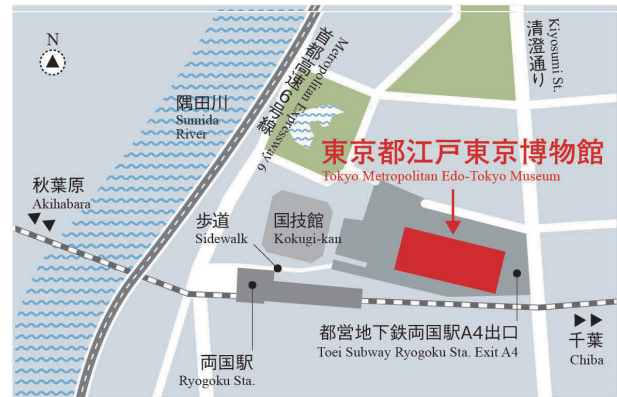 N
清澄通り
Kiyosumi St.
首都高速6号線
Metropolitan Expressway 6
隅田川
Sumida
River
東京都江戸東京博物館
Tokyo Metropolitan Edo-Tokyo Museum
秋葉原
Akihabara
歩道
Sidewalk
国技館
Kokugi-kan
両国駅
Ryogoku Sta.
都営地下鉄両国駅A4出口
Toei Subway Ryogoku Sta. Exit A4
千葉
Chiba